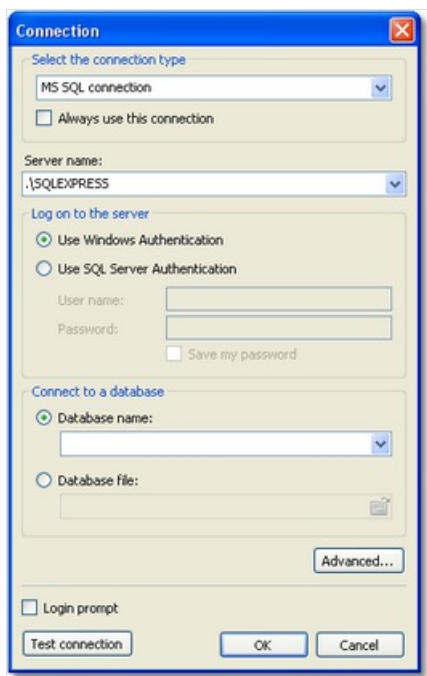 Connection
Select the connection type
MS SQL connection
Always use this connection
Server name:
.\SQLEXPRESS
Log on to the server
Use Windows Authentication
Use SQL Server Authentication
User name:
Password:
Save my password
Connect to a database
Database name:
Database file:
Advanced...
Login prompt
Test connection OK Cancel